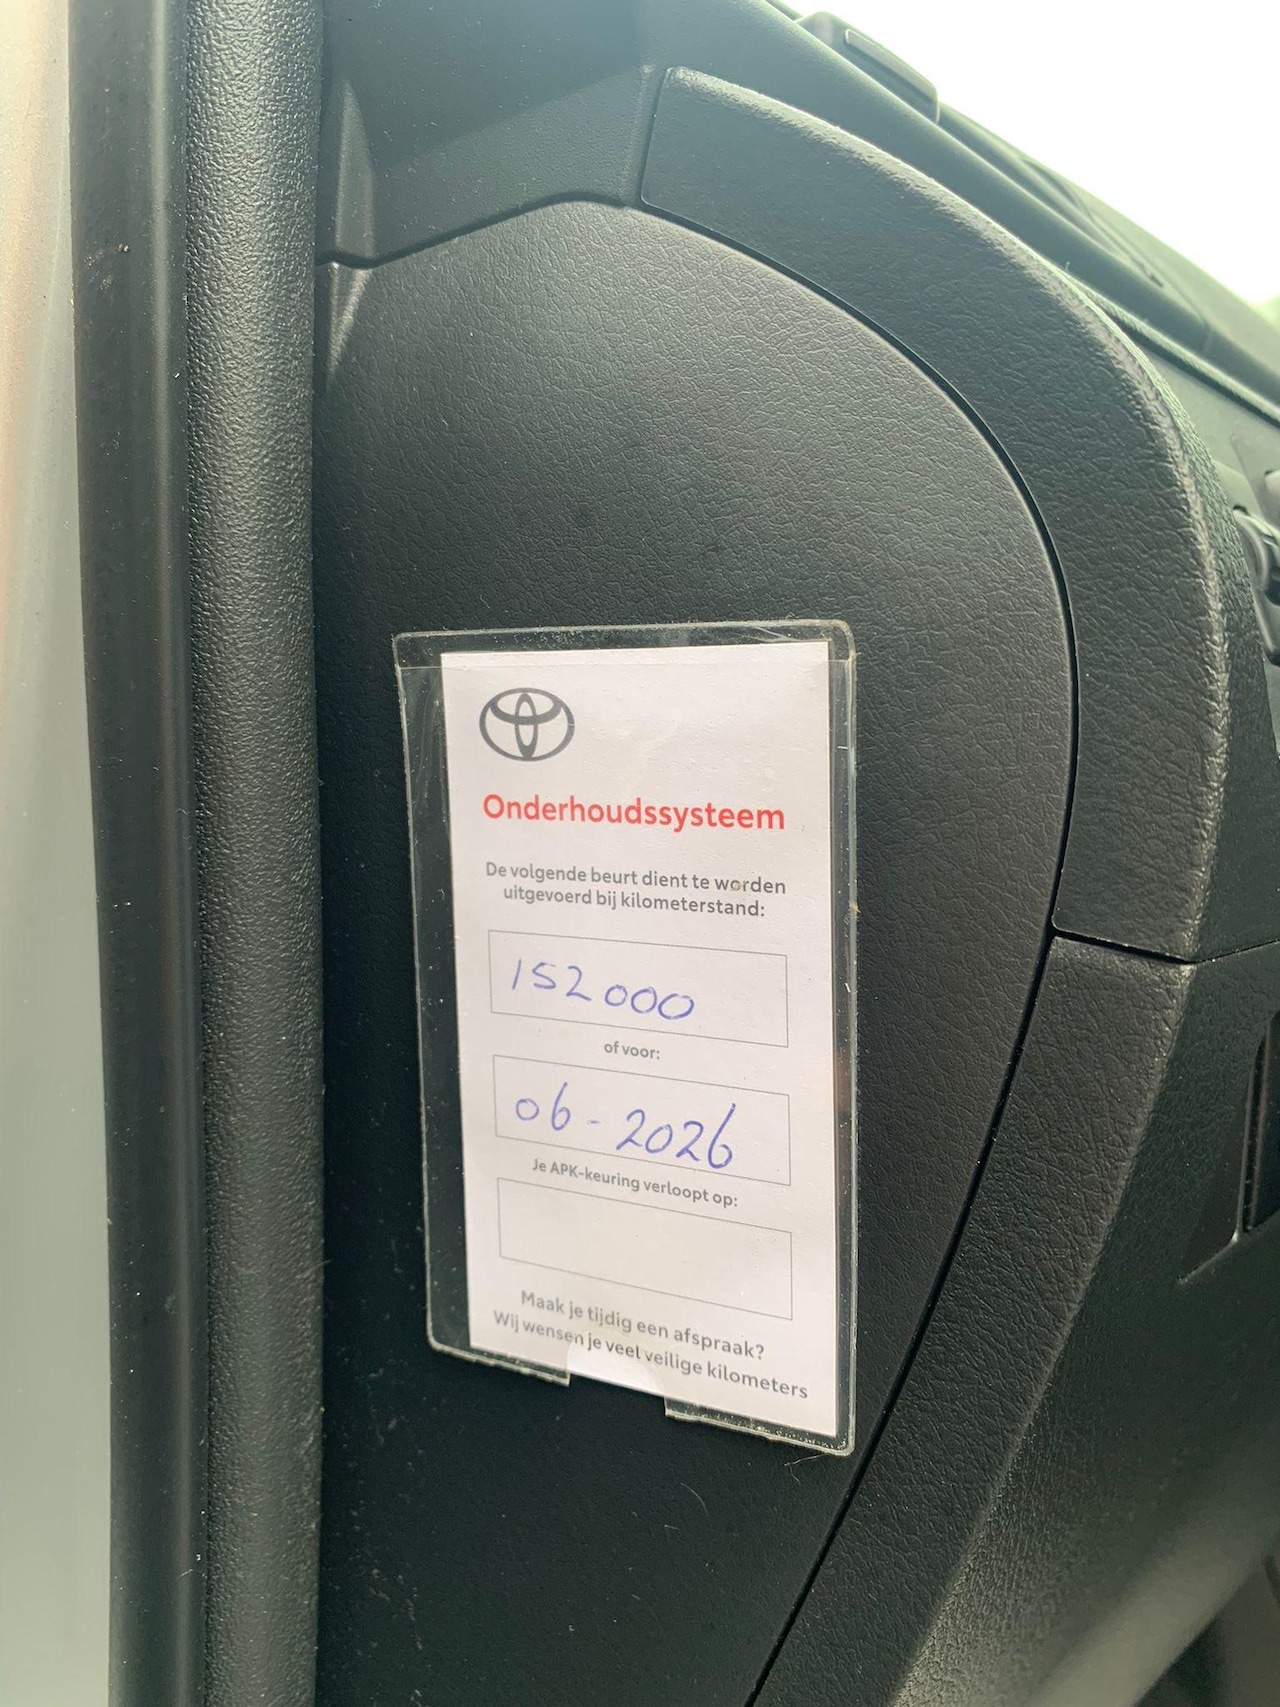 Onderhoudssysteem
De volgende beurt dient te worden
uitgevoerd bij kilometerstand:
152000
of voor:
06-2026
Je APK-keuring verloopt op:
Maak je tijdig een afspraak?
Wij wensen je veel veilige kilometers